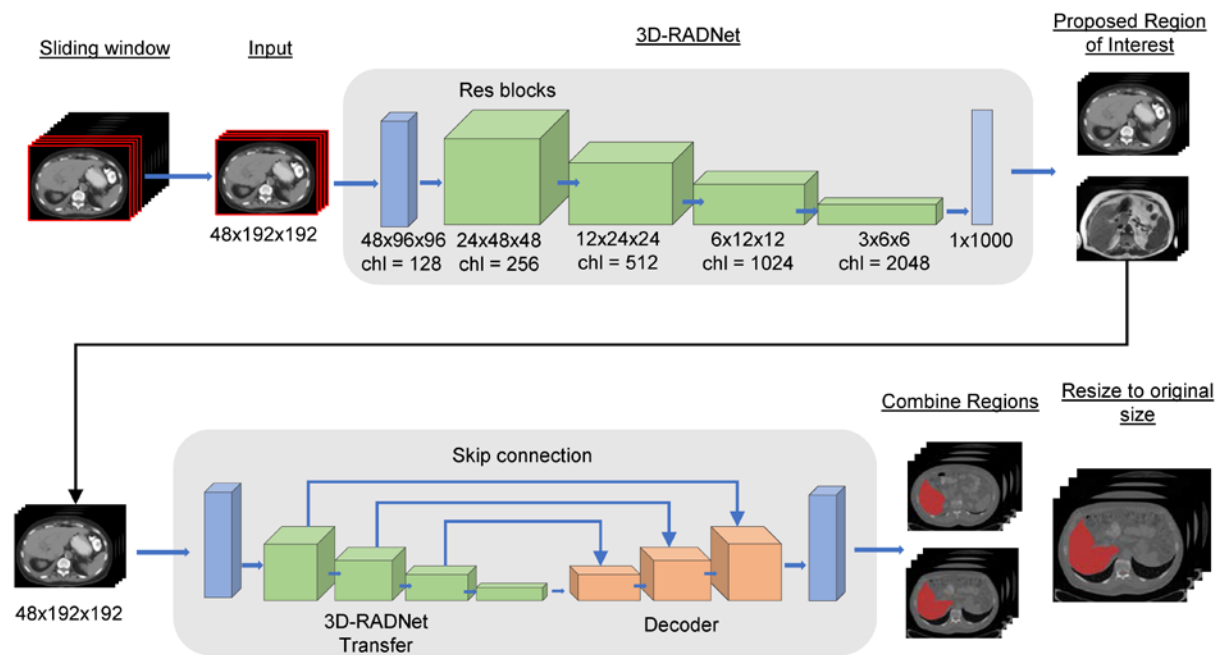 Sliding window
Input
3D-RADNet
Proposed Region
of Interest
Res blocks
48x192x192
48x96x96
chl = 128
24x48x48
chl = 256
12x24x24
chl = 512
6x12x12
chl = 1024
3x6x6
chl = 2048
1x1000
Combine Regions
Resize to original
size
Skip connection
48x192x192
3D-RADNet
Transfer
Decoder